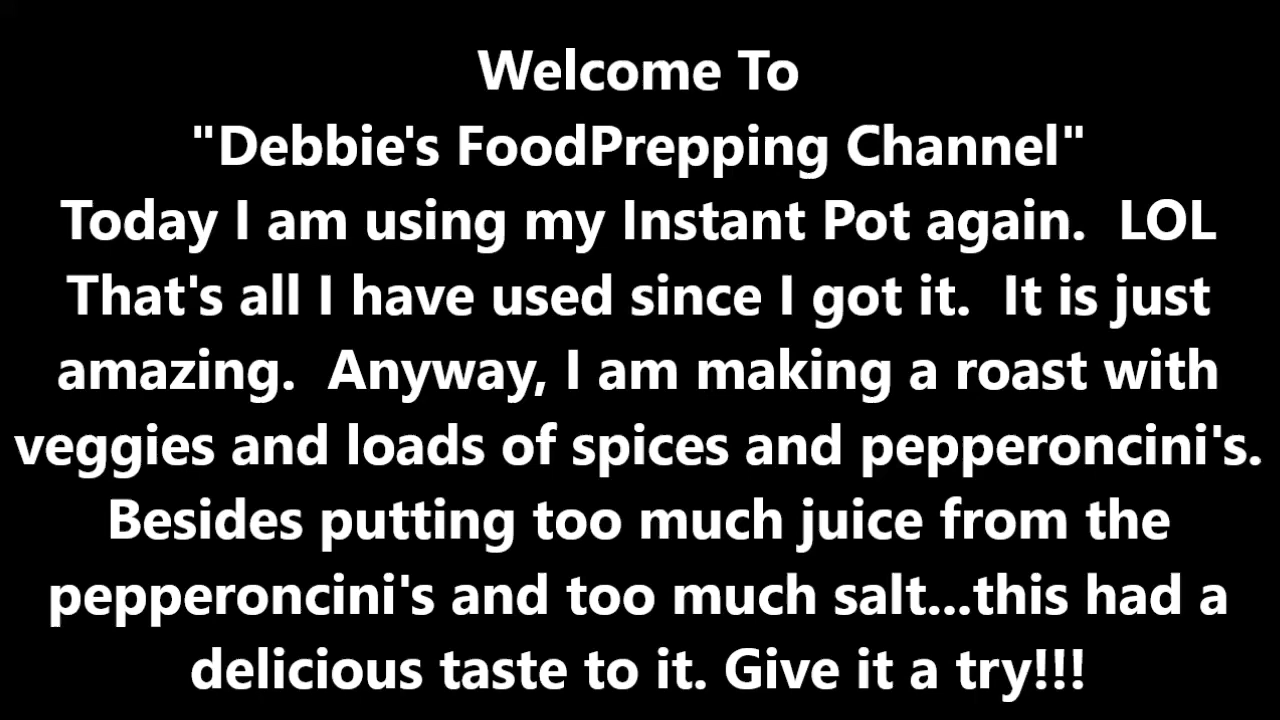 Welcome To
"Debbie's FoodPrepping Channel"
Today I am using my Instant Pot again.  LOL
That's all I have used since I got it.  It is just
amazing.  Anyway, I am making a roast with
veggies and loads of spices and pepperoncini's.
Besides putting too much juice from the
pepperoncini's and too much salt...this had a
delicious taste to it. Give it a try!!!